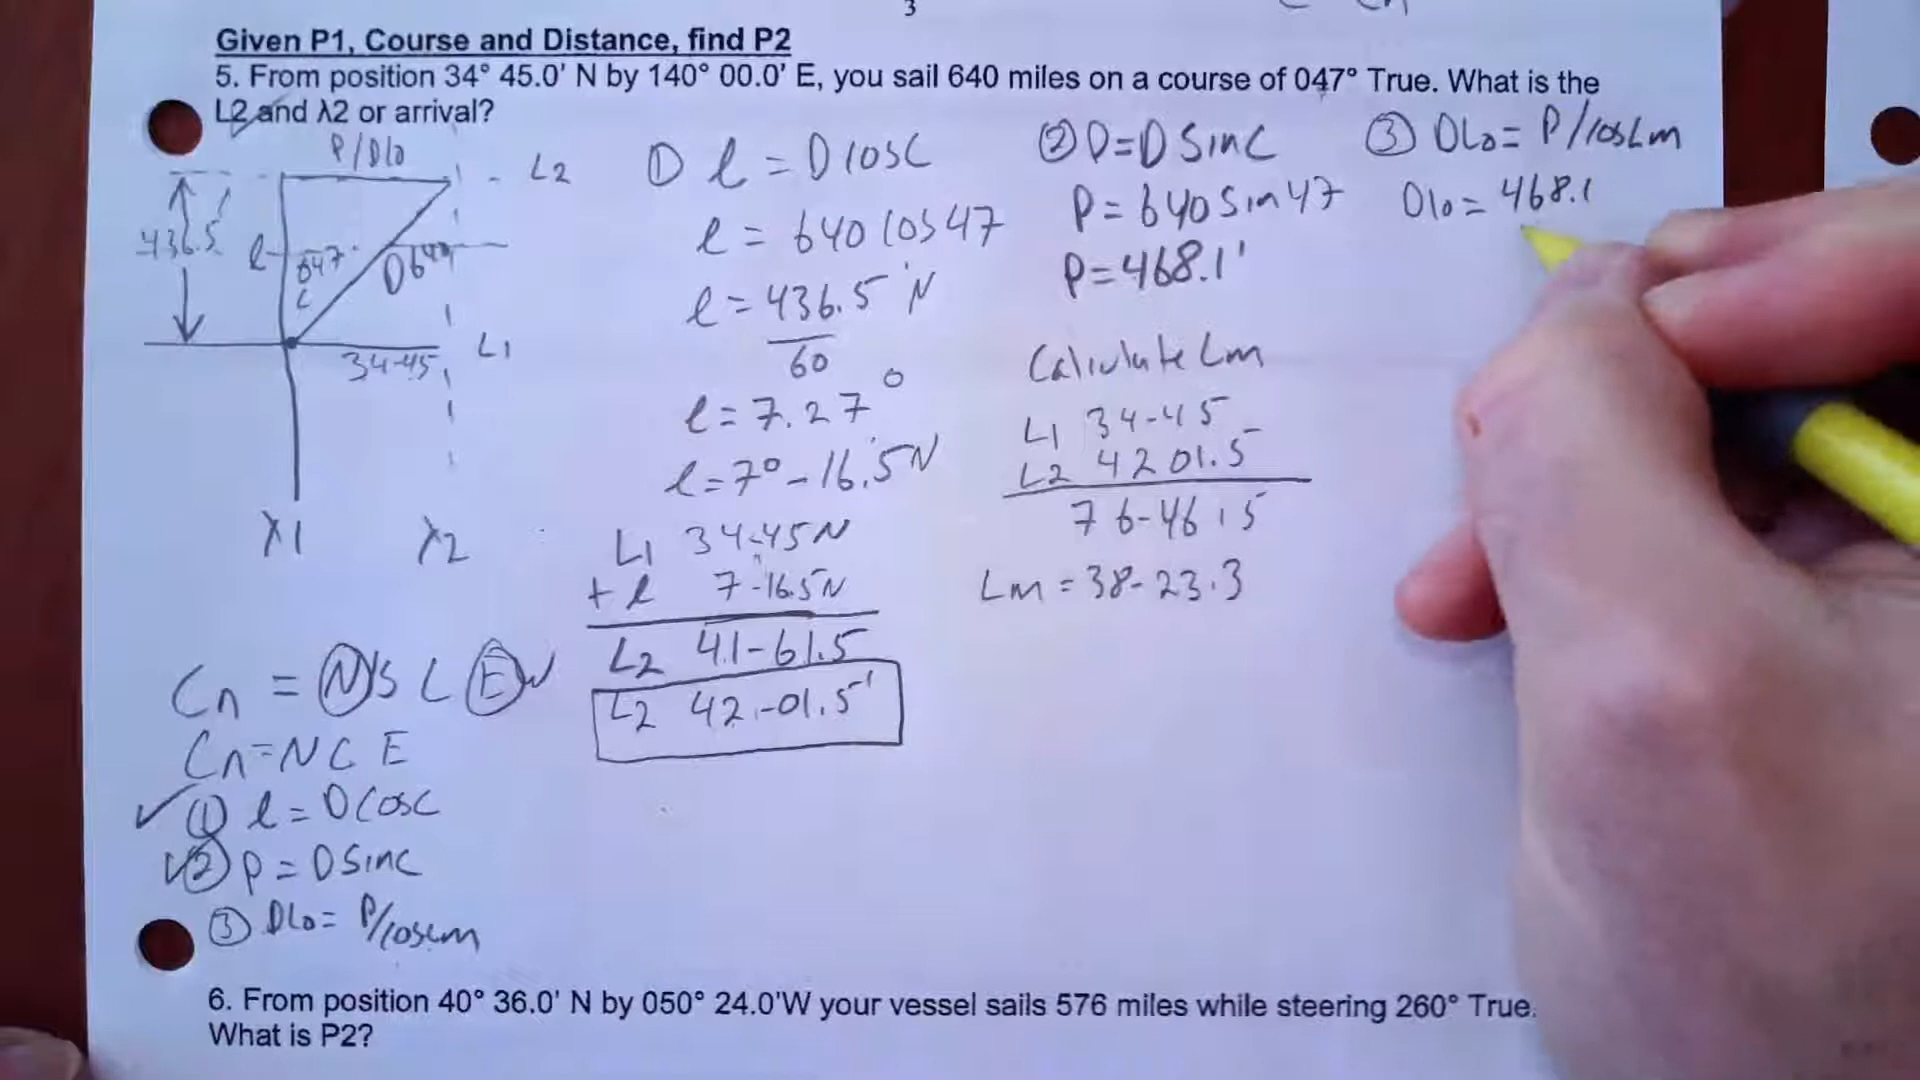 3
Given P1, Course and Distance, find P2
5. From position 34° 45.0' N by 140° 00.0' E, you sail 640 miles on a course of 047° True. What is the
L2 and λ2 or arrival?
P/Dlo
L2
436.5
l
047
C
D 640
34-45
L1
λ1
λ2
Cn = N/S C E/W
Cn = N C E
① l = D Cos C
② P = D Sin C
③ DLo = P/cos Lm
① l = D cos C
l = 640 cos 47
l = 436.5' N
60
l = 7.27°
l = 7° - 16.5' N
L1 34-45 N
+ l 7-16.5 N
L2 41-61.5
L2 42-01.5'
② P = D Sin C
P = 640 Sin 47
P = 468.1'
Calculate Lm
L1 34-45
L2 42 01.5
76-46.5
Lm = 38-23.3
③ DLo = P/cos Lm
Dlo = 468.1
6. From position 40° 36.0' N by 050° 24.0'W your vessel sails 576 miles while steering 260° True.
What is P2?